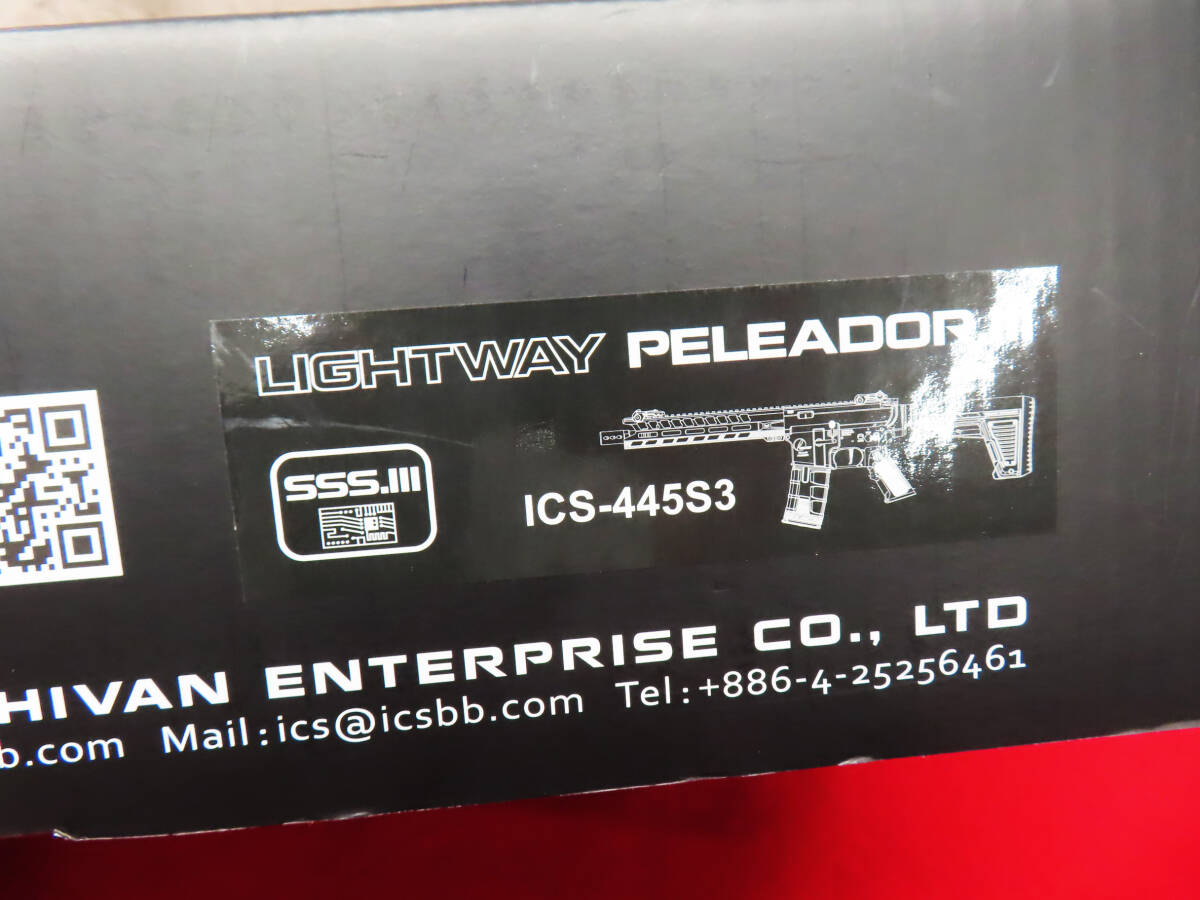 LIGHTWAY PELEADOR III
SSS.III
ICS-445S3
HIVAN ENTERPRISE CO., LTD
b.com Mail:ics@icsbb.com Tel:+886-4-25256461